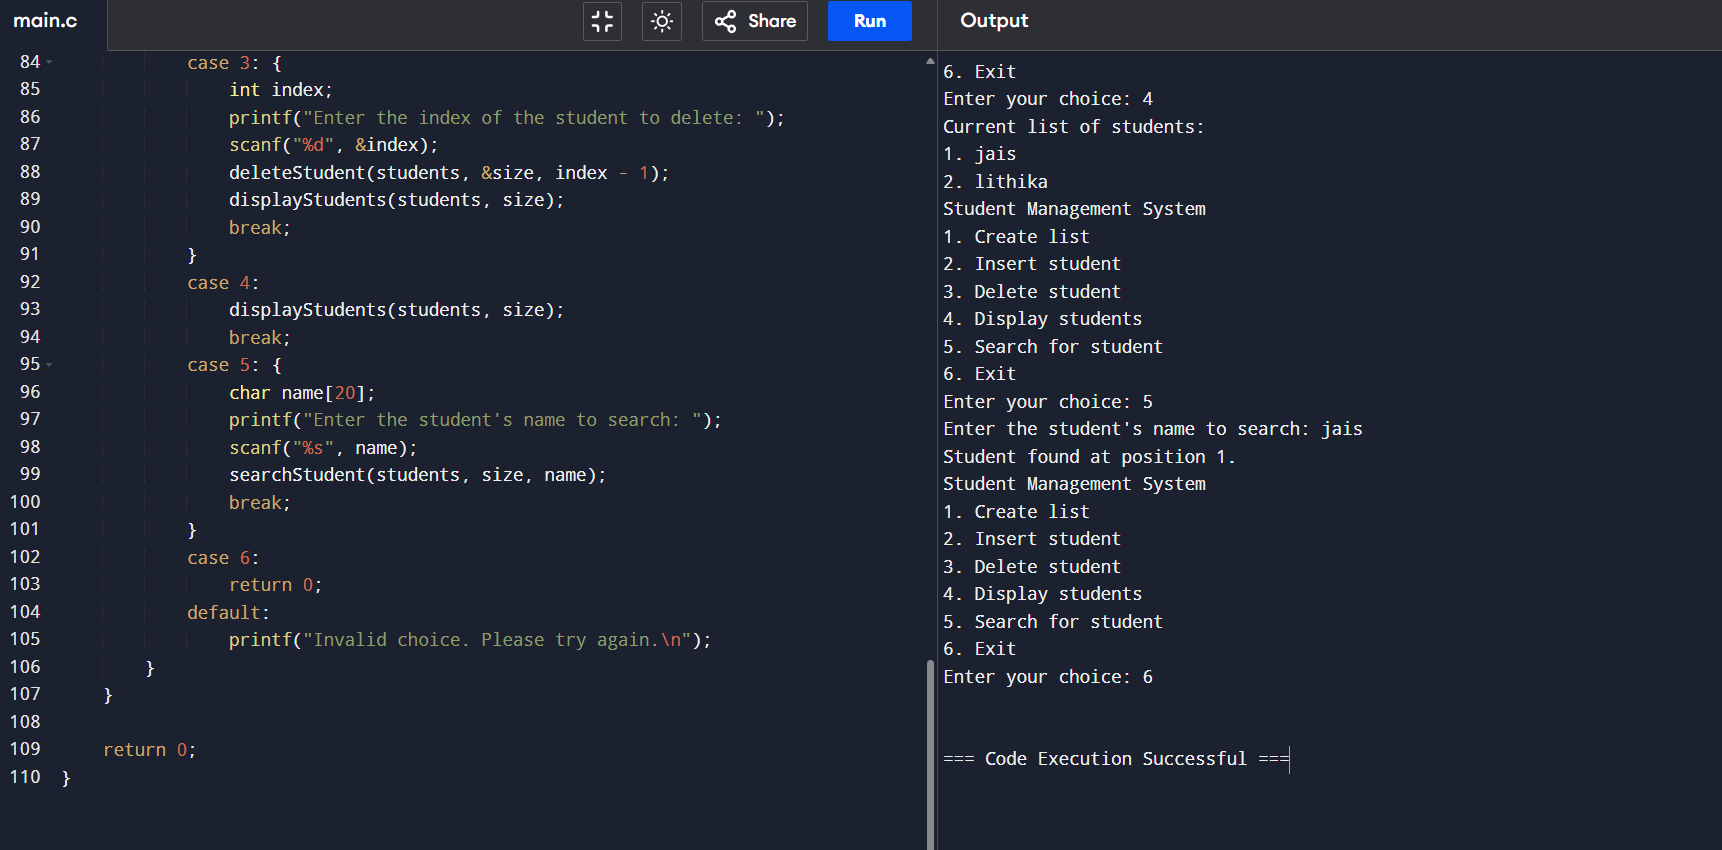 main.c
Share
Run
Output
84 case 3: {
85 int index;
86 printf("Enter the index of the student to delete: ");
87 scanf("%d", &index);
88 deleteStudent(students, &size, index - 1);
89 displayStudents(students, size);
90 break;
91 }
92 case 4:
93 displayStudents(students, size);
94 break;
95 case 5: {
96 char name[20];
97 printf("Enter the student's name to search: ");
98 scanf("%s", name);
99 searchStudent(students, size, name);
100 break;
101 }
102 case 6:
103 return 0;
104 default:
105 printf("Invalid choice. Please try again.\n");
106 }
107 }
108
109 return 0;
110 }
6. Exit
Enter your choice: 4
Current list of students:
1. jais
2. lithika
Student Management System
1. Create list
2. Insert student
3. Delete student
4. Display students
5. Search for student
6. Exit
Enter your choice: 5
Enter the student's name to search: jais
Student found at position 1.
Student Management System
1. Create list
2. Insert student
3. Delete student
4. Display students
5. Search for student
6. Exit
Enter your choice: 6
=== Code Execution Successful ===